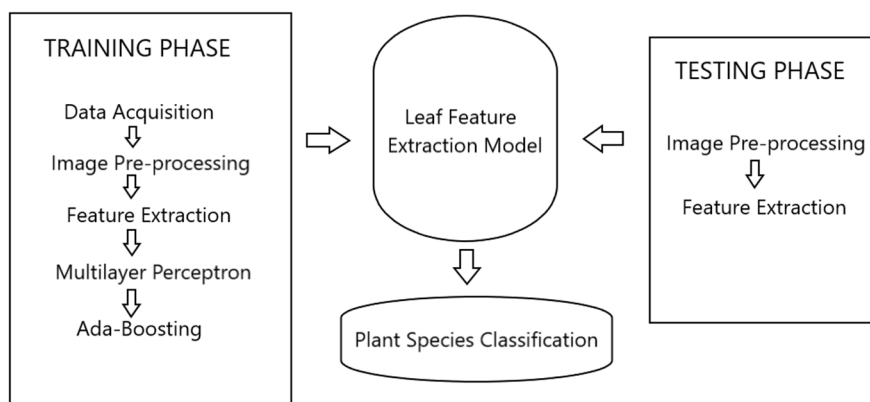 TRAINING PHASE
Data Acquisition
Image Pre-processing
Feature Extraction
Multilayer Perceptron
Ada-Boosting
Leaf Feature
Extraction Model
Plant Species Classification
TESTING PHASE
Image Pre-processing
Feature Extraction